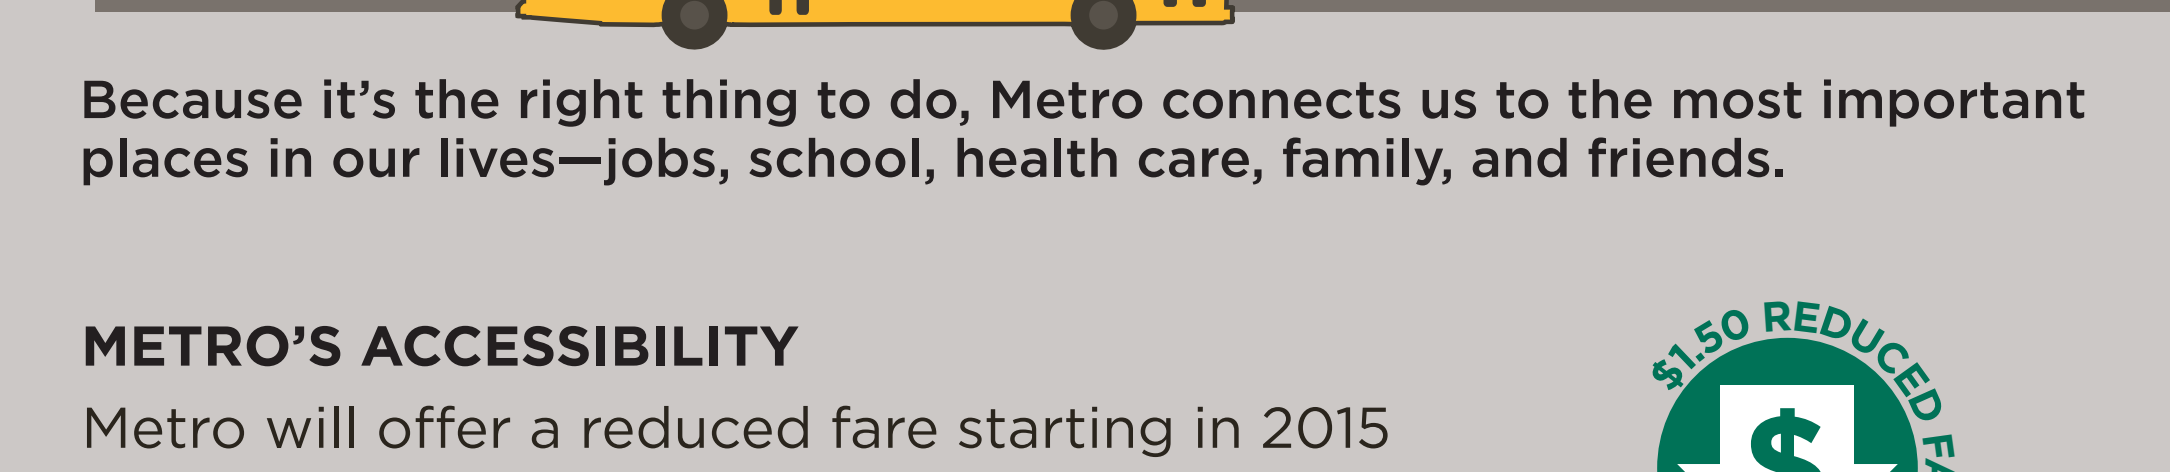 Because it’s the right thing to do, Metro connects us to the most important
places in our lives—jobs, school, health care, family, and friends.
METRO’S ACCESSIBILITY
$1.50 REDUCED
Metro will offer a reduced fare starting in 2015
$